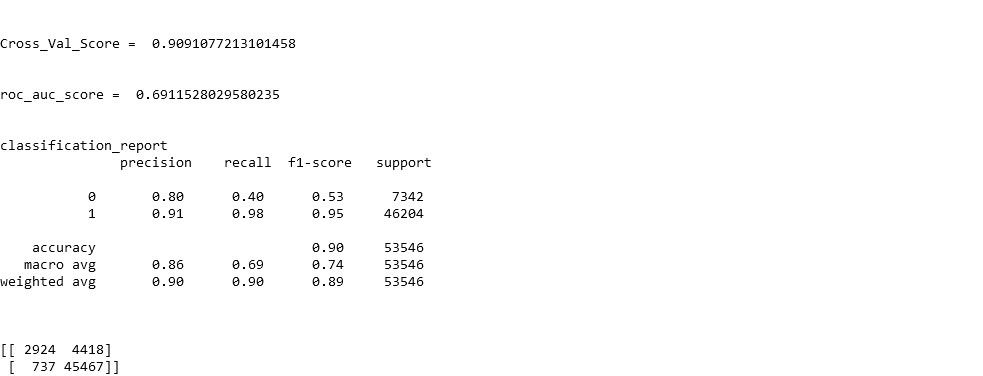 Cross_Val_Score =  0.9091077213101458
roc_auc_score =  0.6911528029580235
classification_report
precision    recall  f1-score   support
0       0.80      0.40      0.53      7342
1       0.91      0.98      0.95     46204
accuracy                           0.90     53546
macro avg       0.86      0.69      0.74     53546
weighted avg       0.90      0.90      0.89     53546
[[ 2924  4418]
[  737 45467]]